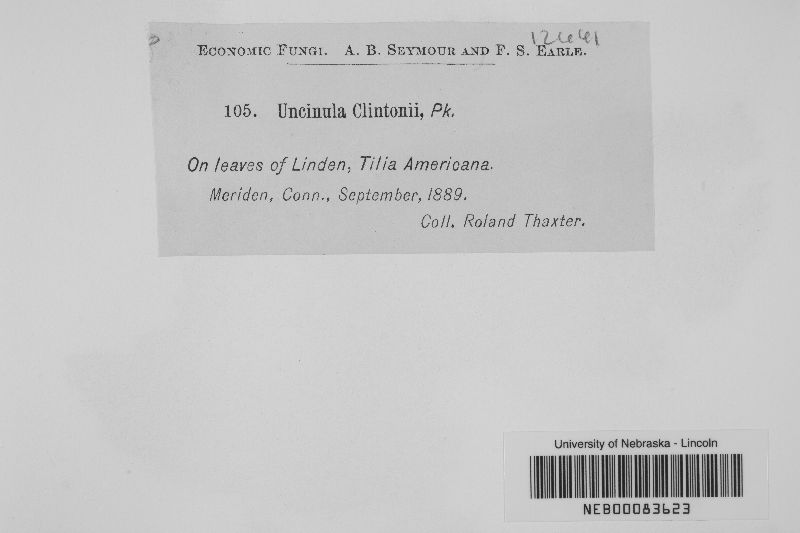 ECONOMIC FUNGI. A. B. SEYMOUR AND F. S. EARLE.
105. Uncinula Clintonii, Pk.
On leaves of Linden, Tilia Americana.
Meriden, Conn., September, 1889.
Coll. Roland Thaxter.
University of Nebraska - Lincoln
NEB00083623